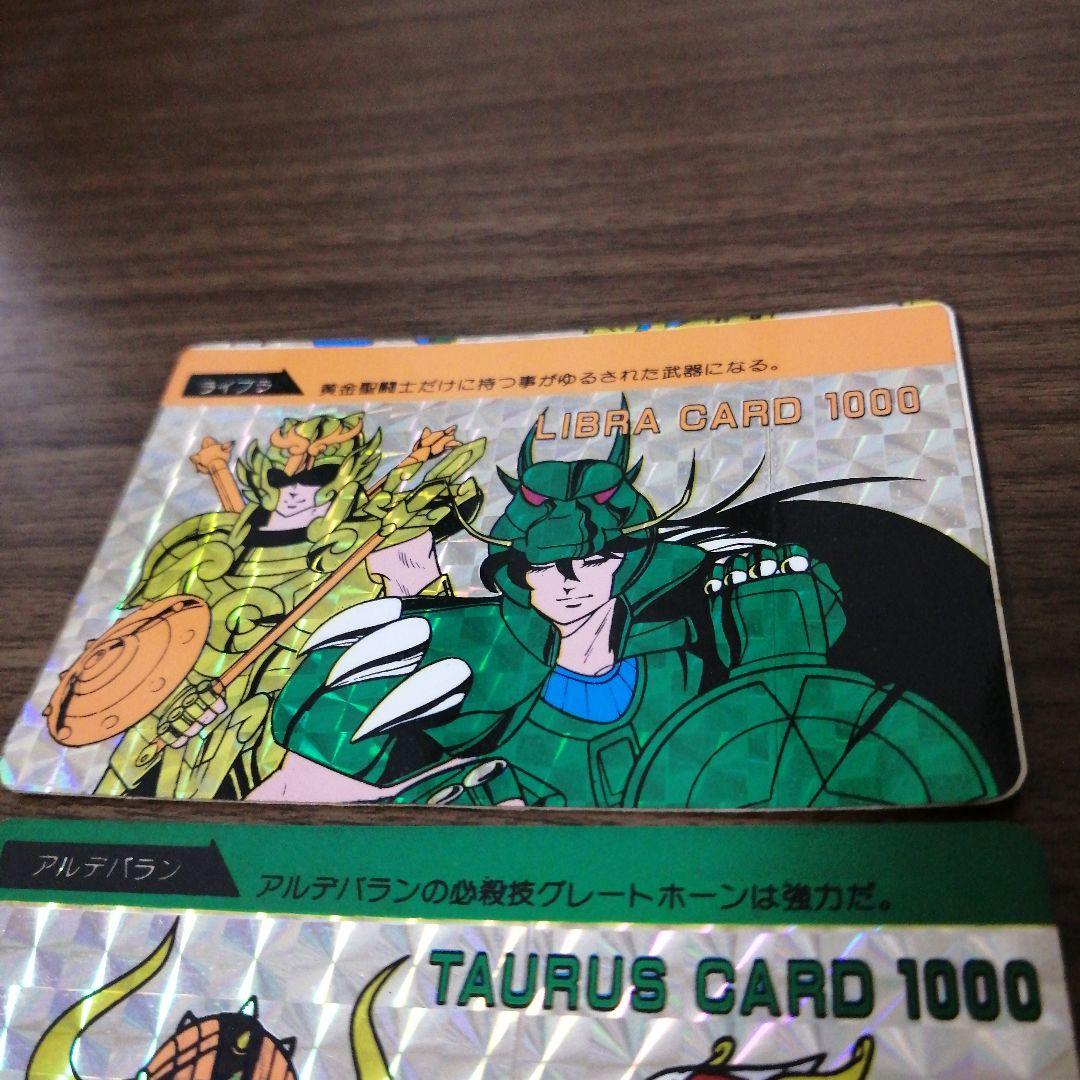 ライブラ
黄金聖闘士だけに持つ事がゆるされた武器になる。
LIBRA CARD 1000
アルデバラン
アルデバランの必殺技グレートホーンは強力だ。
TAURUS CARD 1000